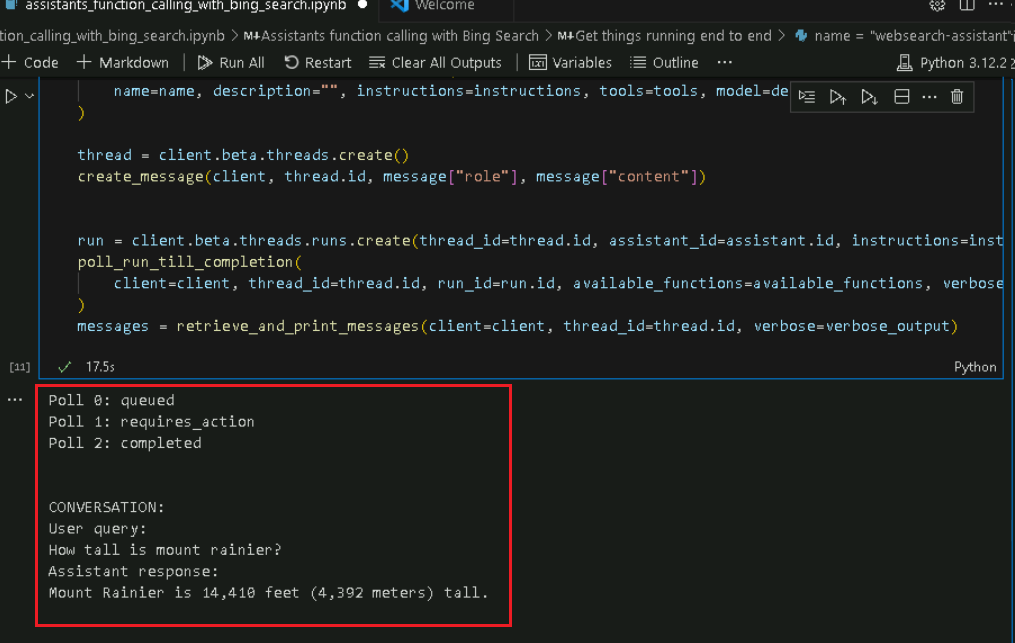 assistants_function_calling_with_bing_search.ipynb Welcome
tion_calling_with_bing_search.ipynb > M↓Assistants function calling with Bing Search > M↓Get things running end to end > name = "websearch-assistant"
+ Code + Markdown | Run All Restart Clear All Outputs | Variables Outline ... Python 3.12.2
name=name, description="", instructions=instructions, tools=tools, model=de
)
thread = client.beta.threads.create()
create_message(client, thread.id, message["role"], message["content"])
run = client.beta.threads.runs.create(thread_id=thread.id, assistant_id=assistant.id, instructions=inst
poll_run_till_completion(
client=client, thread_id=thread.id, run_id=run.id, available_functions=available_functions, verbose
)
messages = retrieve_and_print_messages(client=client, thread_id=thread.id, verbose=verbose_output)
[11] 17.5s Python
Poll 0: queued
Poll 1: requires_action
Poll 2: completed
CONVERSATION:
User query:
How tall is mount rainier?
Assistant response:
Mount Rainier is 14,410 feet (4,392 meters) tall.